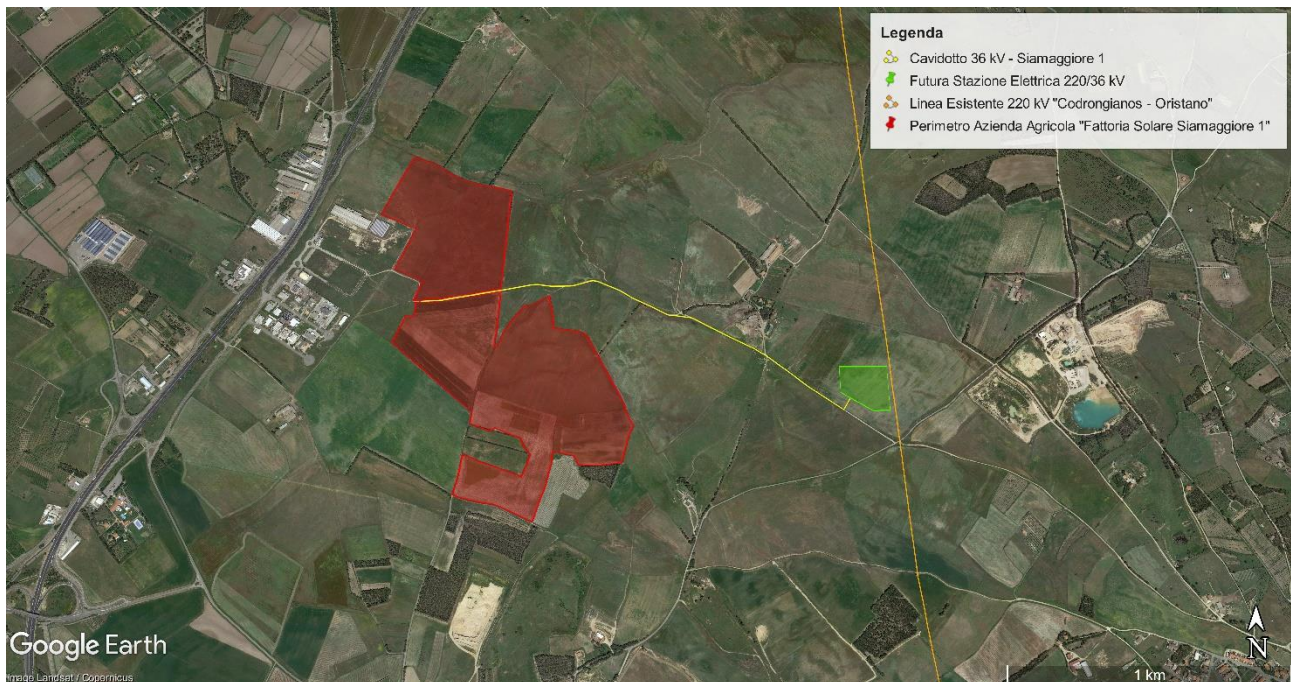 Legenda
Cavidotto 36 kV - Siamaggiore 1
Futura Stazione Elettrica 220/36 kV
Linea Esistente 220 kV "Codrongianos - Oristano"
Perimetro Azienda Agricola "Fattoria Solare Siamaggiore 1"
Google Earth
Image Landsat / Copernicus
N
1 km